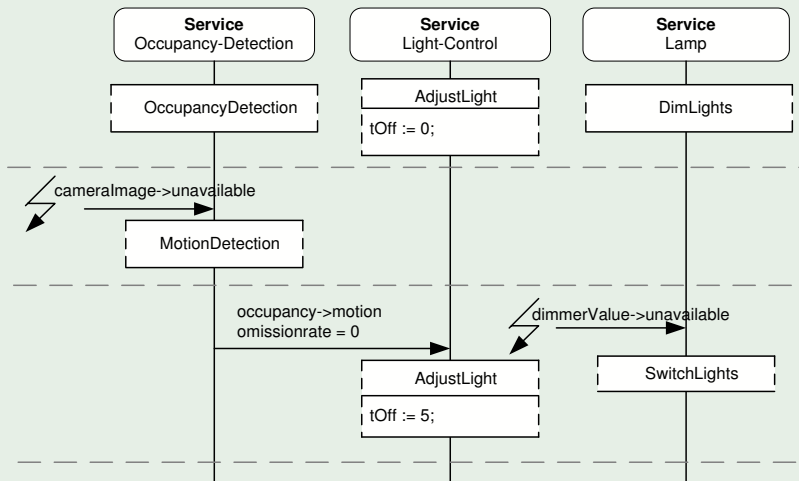 Service
Occupancy-Detection
Service
Light-Control
Service
Lamp
OccupancyDetection
AdjustLight
tOff := 0;
DimLights
cameraImage->unavailable
MotionDetection
occupancy->motion
omissionrate = 0
dimmerValue->unavailable
AdjustLight
tOff := 5;
SwitchLights